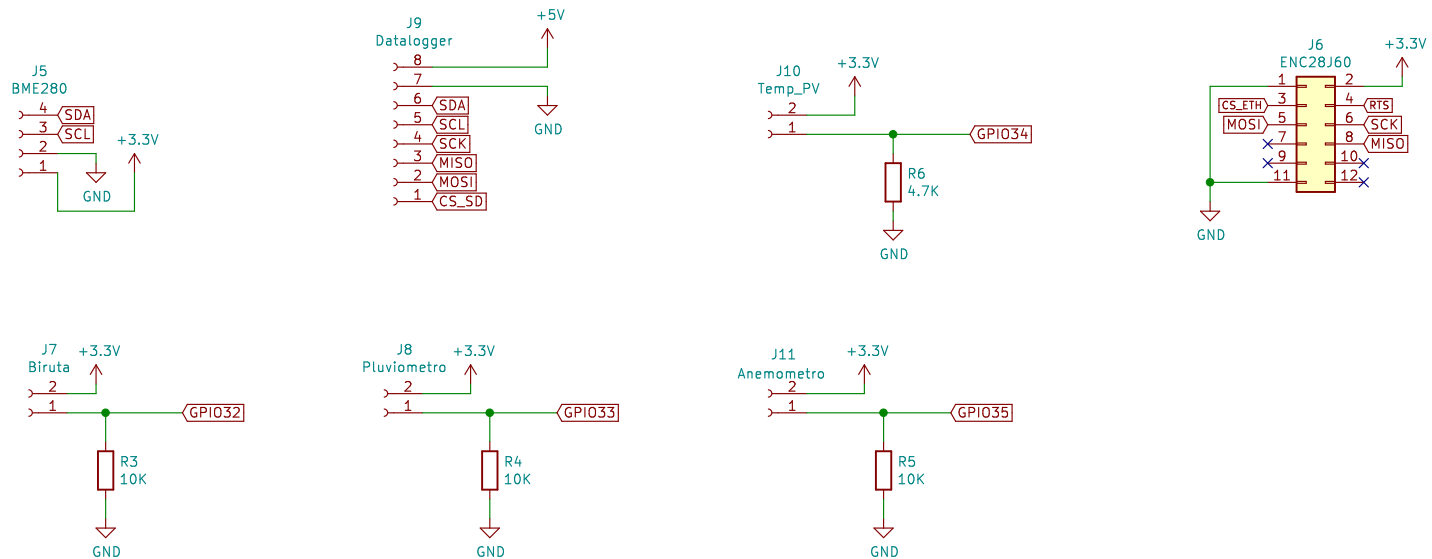 J5
BME280
4 SDA
3 SCL
2
1
+3.3V
GND
J9
Datalogger
+5V
8
7
6 SDA
5 SCL
4 SCK
3 MISO
2 MOSI
1 CS_SD
GND
J10
Temp_PV
+3.3V
2
1
GPIO34
R6
4.7K
GND
J6
ENC28J60
+3.3V
1 2
CS_ETH 3 4 RTS
MOSI 5 6 SCK
7 8 MISO
9 10
11 12
GND
J7
Biruta
+3.3V
2
1
GPIO32
R3
10K
GND
J8
Pluviometro
+3.3V
2
1
GPIO33
R4
10K
GND
J11
Anemometro
+3.3V
2
1
GPIO35
R5
10K
GND